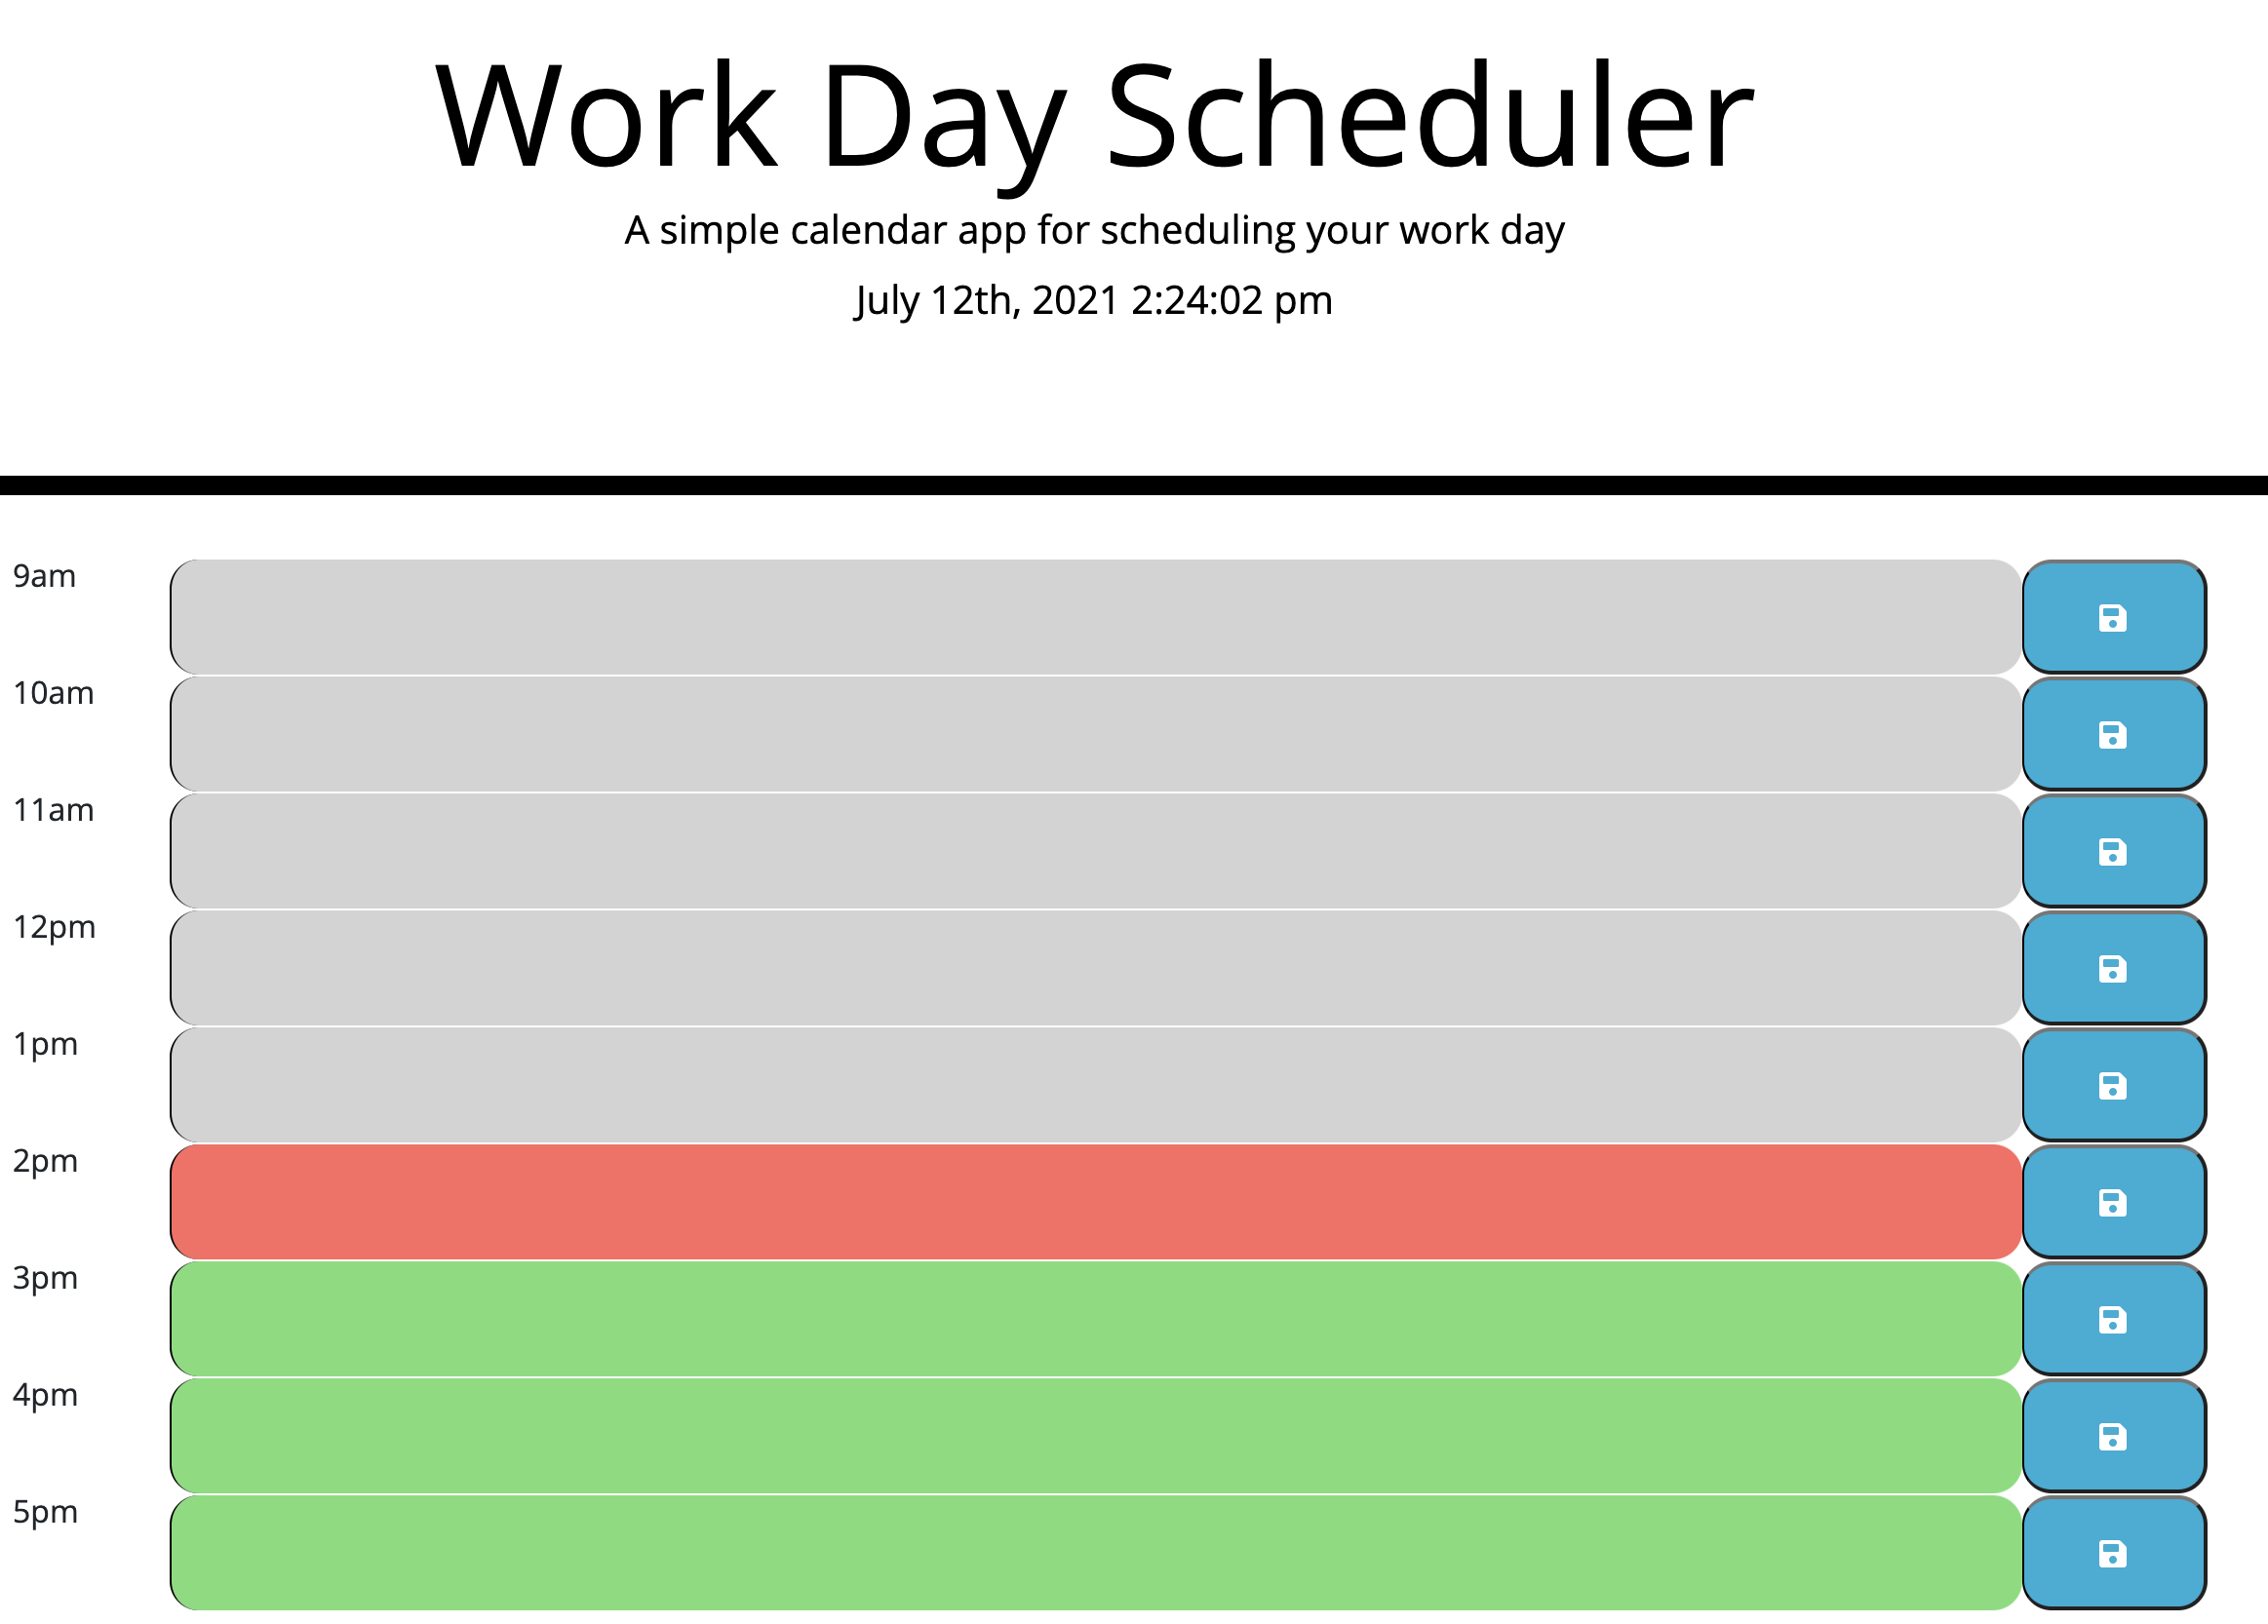 Work Day Scheduler
A simple calendar app for scheduling your work day
July 12th, 2021 2:24:02 pm
9am
10am
11am
12pm
1pm
2pm
3pm
4pm
5pm